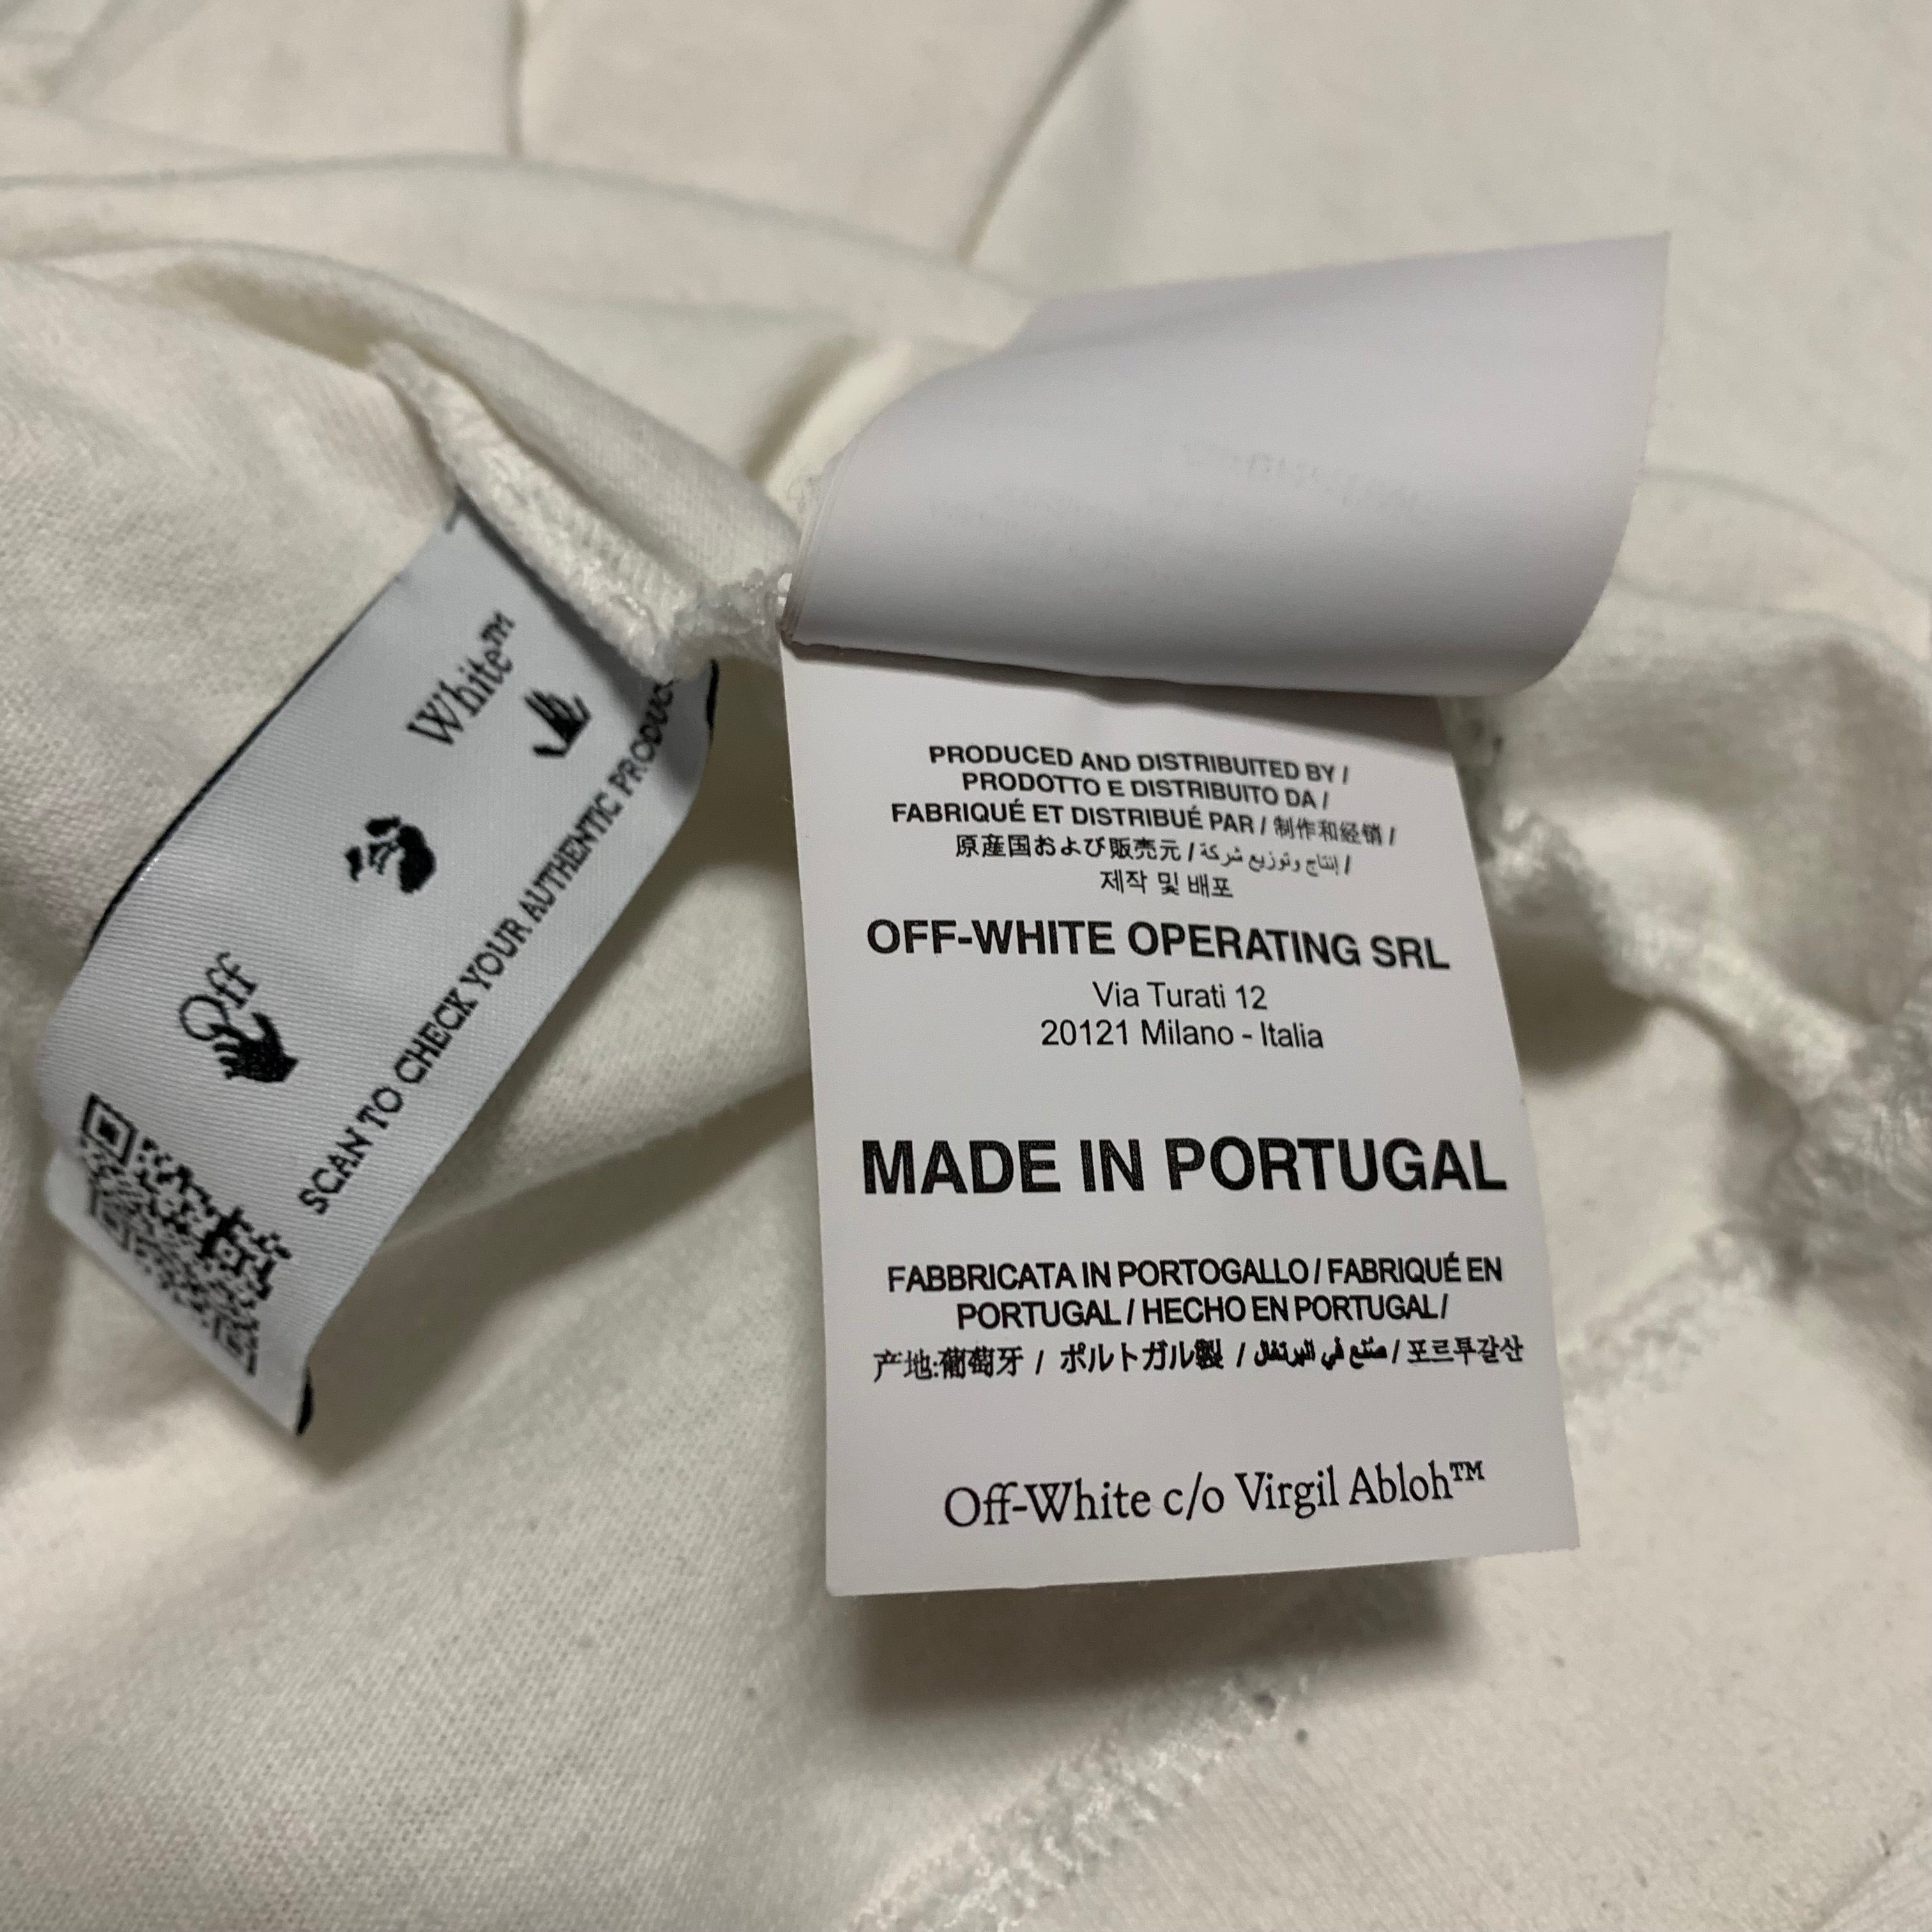 Off
White™
SCAN TO CHECK YOUR AUTHENTIC PRODUC
PRODUCED AND DISTRIBUITED BY /
PRODOTTO E DISTRIBUITO DA /
FABRIQUÉ ET DISTRIBUÉ PAR / 制作和经销 /
原産国および販売元 / إنتاج وتوزيع شركة /
제작 및 배포
OFF-WHITE OPERATING SRL
Via Turati 12
20121 Milano - Italia
MADE IN PORTUGAL
FABBRICATA IN PORTOGALLO / FABRIQUÉ EN
PORTUGAL / HECHO EN PORTUGAL/
产地:葡萄牙 / ポルトガル製 / صنع في البرتغال / 포르투갈산
Off-White c/o Virgil Abloh™